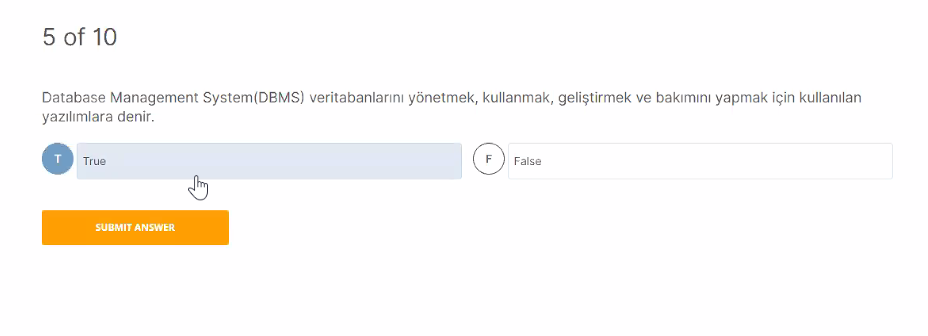 5 of 10
Database Management System(DBMS) veritabanlarını yönetmek, kullanmak, geliştirmek ve bakımını yapmak için kullanılan
yazılımlara denir.
T True F False
SUBMIT ANSWER